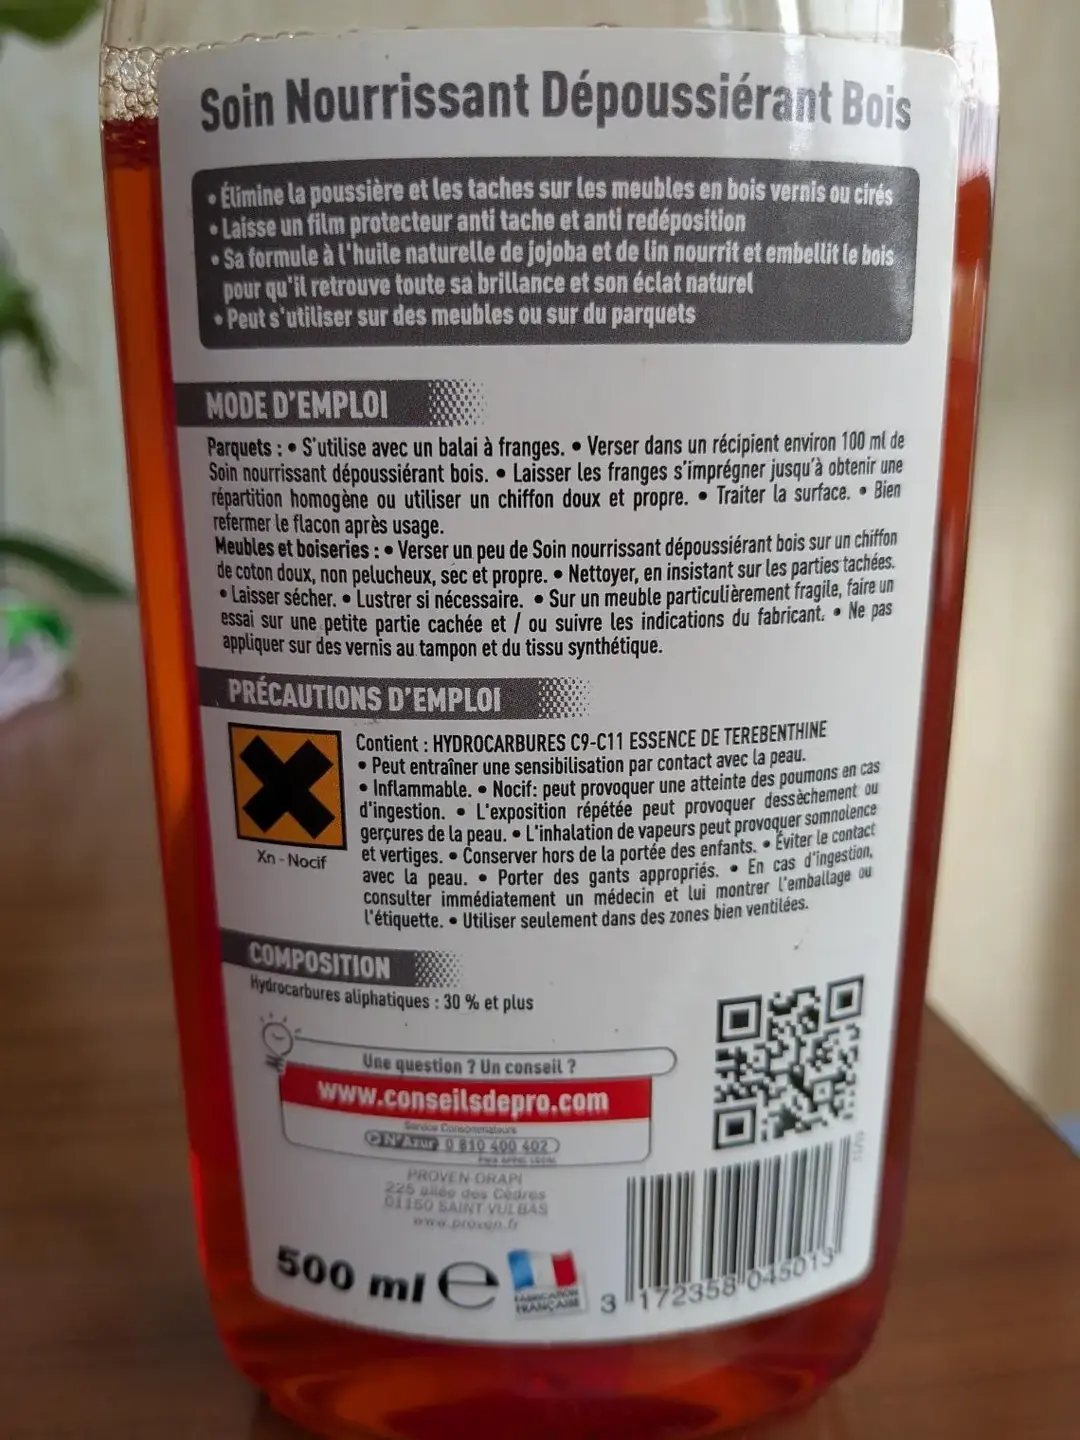 Soin Nourrissant Dépoussiérant Bois
• Élimine la poussière et les taches sur les meubles en bois vernis ou cirés
• Laisse un film protecteur anti tache et anti redéposition
• Sa formule à l'huile naturelle de jojoba et de lin nourrit et embellit le bois
pour qu'il retrouve toute sa brillance et son éclat naturel
• Peut s'utiliser sur des meubles ou sur du parquets
MODE D'EMPLOI
Parquets : • S'utilise avec un balai à franges. • Verser dans un récipient environ 100 ml de
Soin nourrissant dépoussiérant bois. • Laisser les franges s'imprégner jusqu'à obtenir une
répartition homogène ou utiliser un chiffon doux et propre. • Traiter la surface. • Bien
refermer le flacon après usage.
Meubles et boiseries : • Verser un peu de Soin nourrissant dépoussiérant bois sur un chiffon
de coton doux, non pelucheux, sec et propre. • Nettoyer, en insistant sur les parties tachées.
• Laisser sécher. • Lustrer si nécessaire. • Sur un meuble particulièrement fragile, faire un
essai sur une petite partie cachée et / ou suivre les indications du fabricant. • Ne pas
appliquer sur des vernis au tampon et du tissu synthétique.
PRÉCAUTIONS D'EMPLOI
Contient : HYDROCARBURES C9-C11 ESSENCE DE TEREBENTHINE
• Peut entraîner une sensibilisation par contact avec la peau.
• Inflammable. • Nocif: peut provoquer une atteinte des poumons en cas
d'ingestion. • L'exposition répétée peut provoquer dessèchement ou
gerçures de la peau. • L'inhalation de vapeurs peut provoquer somnolence
et vertiges. • Conserver hors de la portée des enfants. • Éviter le contact
avec la peau. • Porter des gants appropriés. • En cas d'ingestion,
consulter immédiatement un médecin et lui montrer l'emballage ou
l'étiquette. • Utiliser seulement dans des zones bien ventilées.
Xn - Nocif
COMPOSITION
Hydrocarbures aliphatiques : 30 % et plus
Une question ? Un conseil ?
www.conseilsdepro.com
Service Consommateurs
N°Azur 0 810 400 402
PRIX APPEL LOCAL
PROVEN ORAPI
225 allée des Cèdres
01150 SAINT VULBAS
www.proven.fr
500 ml e
FABRICATION
FRANÇAISE
3 172358 045013